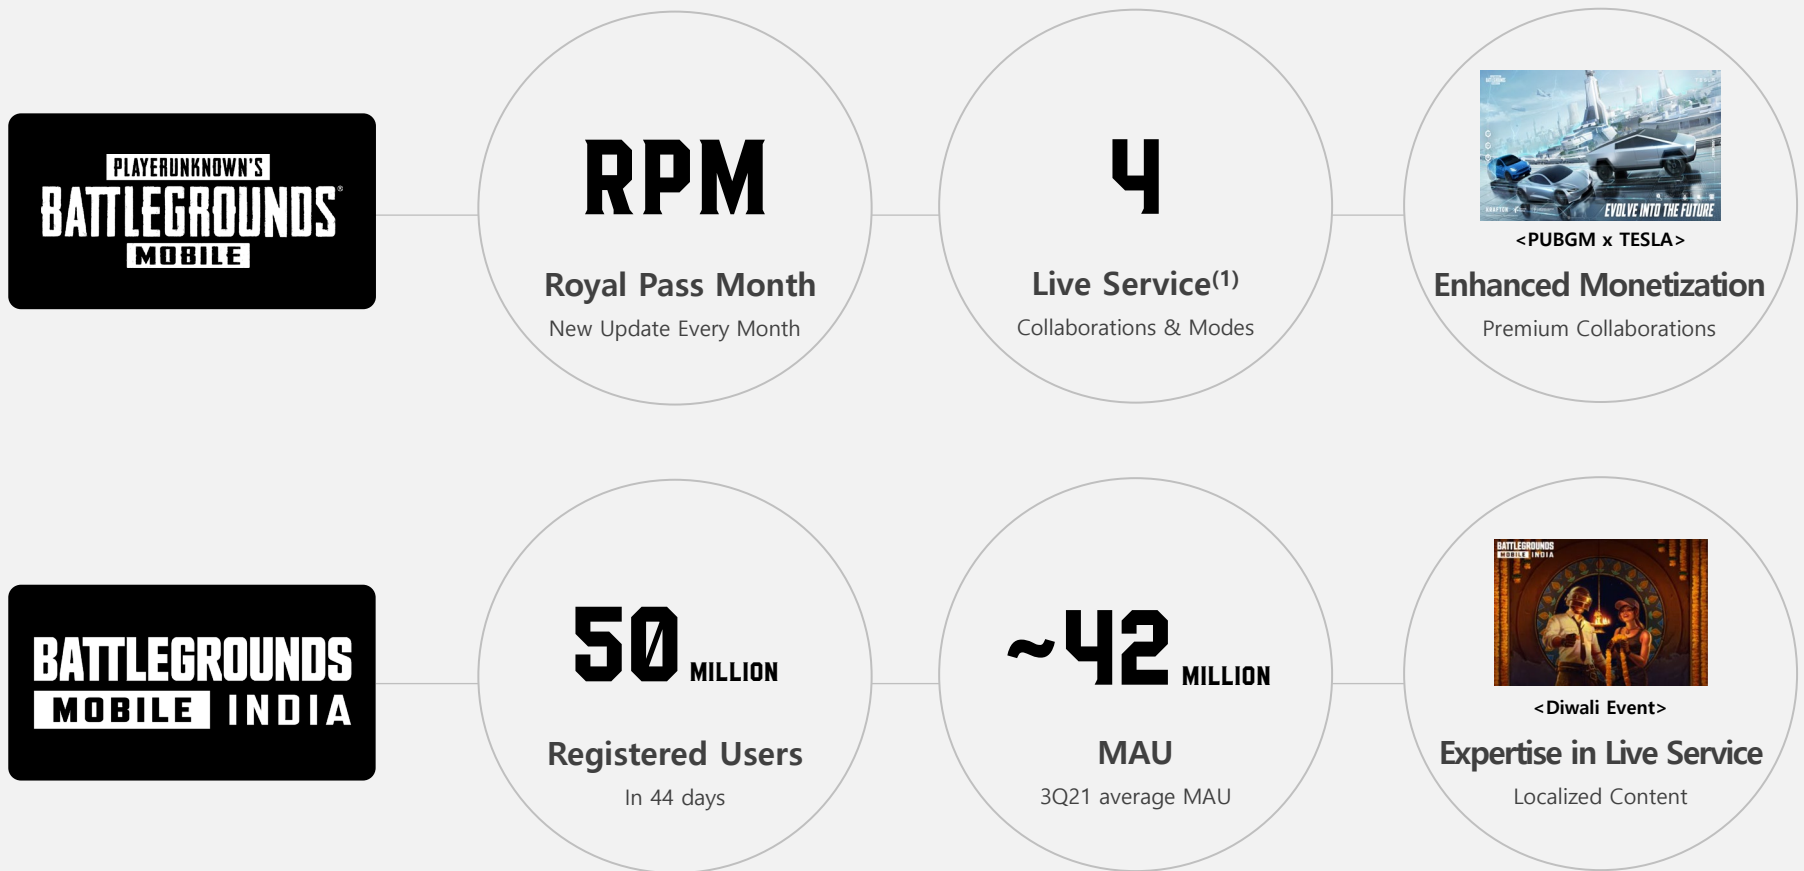 PLAYERUNKNOWN'S
BATTLEGROUNDS®
MOBILE
RPM
Royal Pass Month
New Update Every Month
4
Live Service(1)
Collaborations & Modes
EVOLVE INTO THE FUTURE
<PUBGM x TESLA>
Enhanced Monetization
Premium Collaborations
BATTLEGROUNDS
MOBILE INDIA
50 MILLION
Registered Users
In 44 days
~42 MILLION
MAU
3Q21 average MAU
BATTLEGROUNDS
MOBILE INDIA
<Diwali Event>
Expertise in Live Service
Localized Content